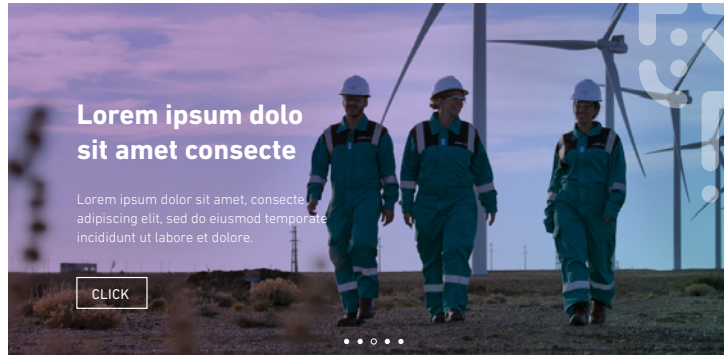 Lorem ipsum dolo
sit amet consecte
Lorem ipsum dolor sit amet, consecte
adipiscing elit, sed do eiusmod temporate
incididunt ut labore et dolore.
CLICK